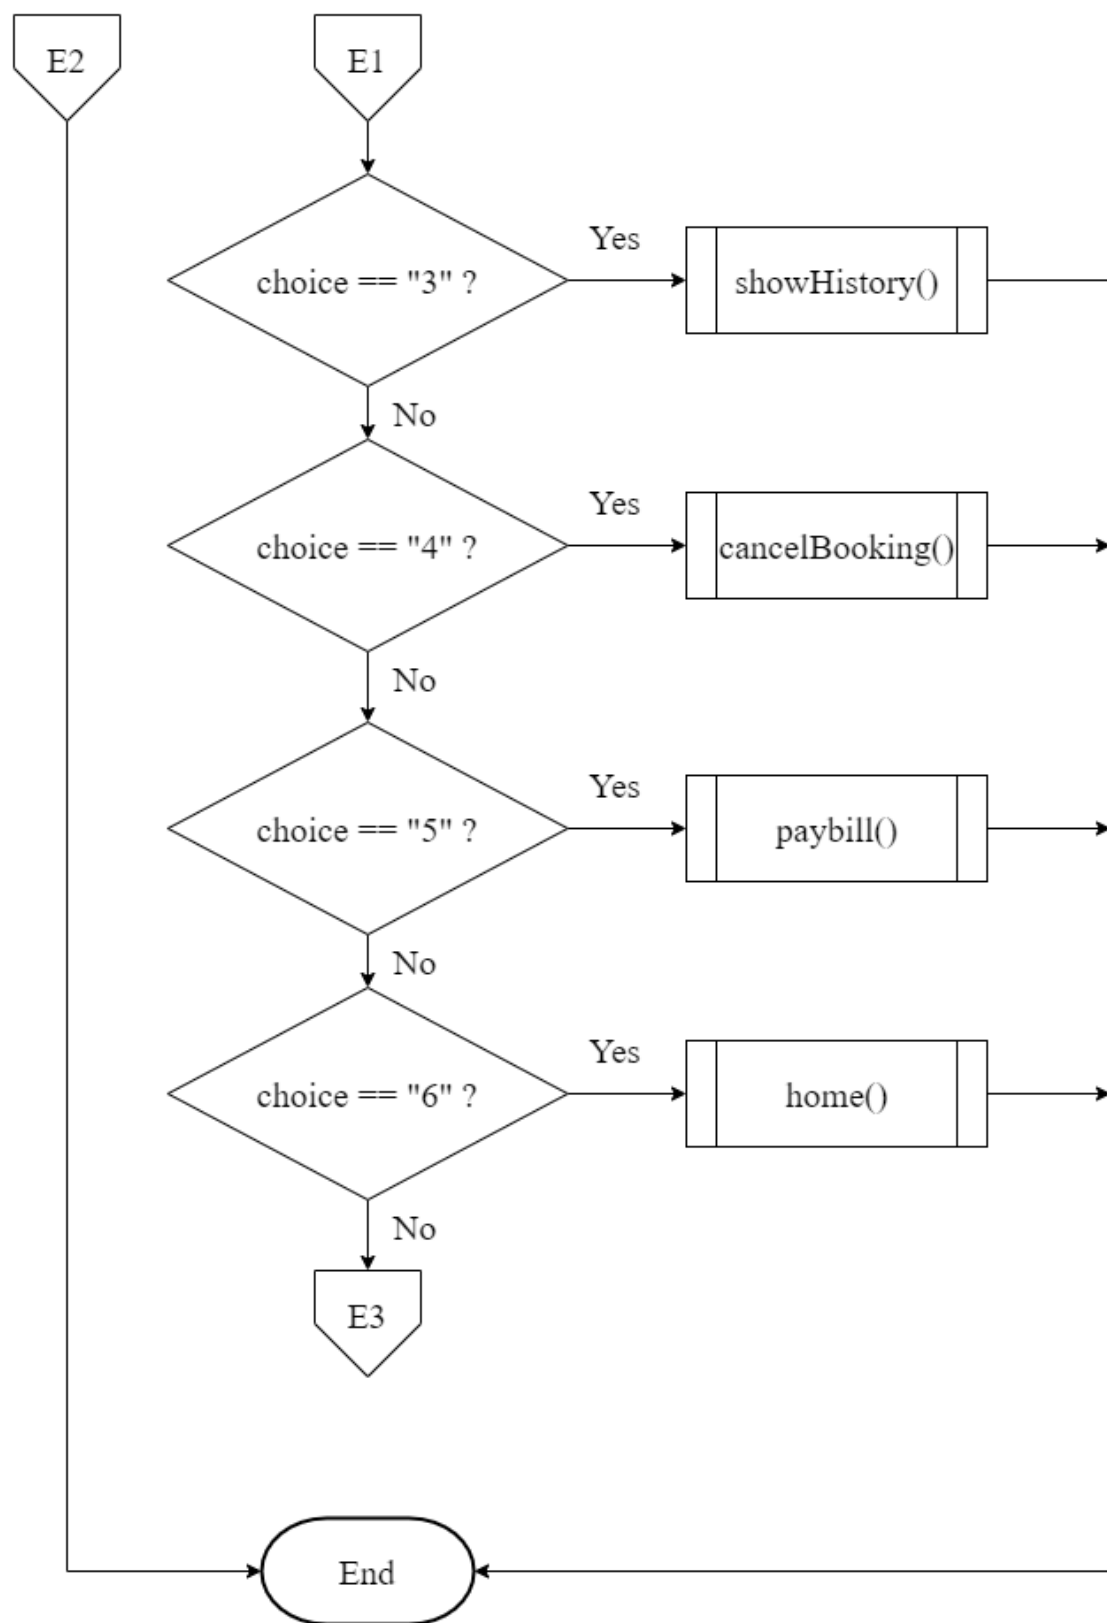 E2
E1
choice == "3" ?
Yes
showHistory()
No
choice == "4" ?
Yes
cancelBooking()
No
choice == "5" ?
Yes
paybill()
No
choice == "6" ?
Yes
home()
No
E3
End